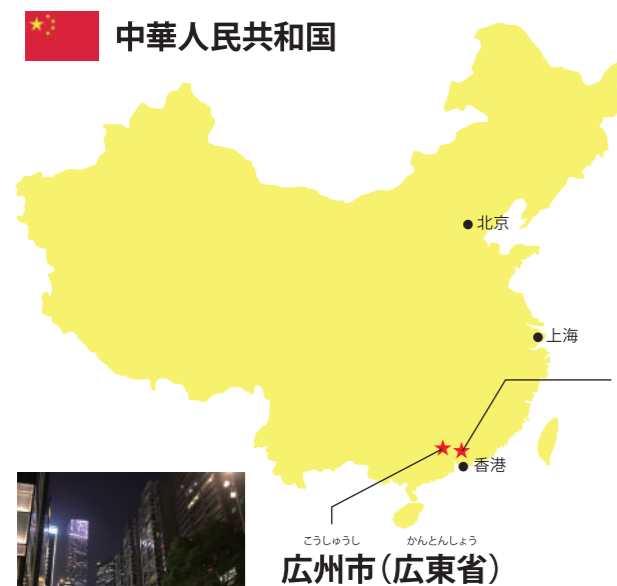 中華人民共和国
北京
上海
香港
こうしゅうし かんとんしょう
広州市（広東省）